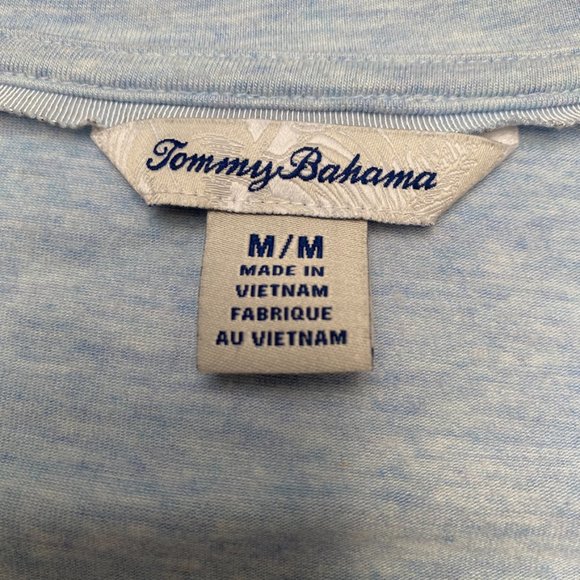 Tommy Bahama
M/M
MADE IN
VIETNAM
FABRIQUE
AU VIETNAM